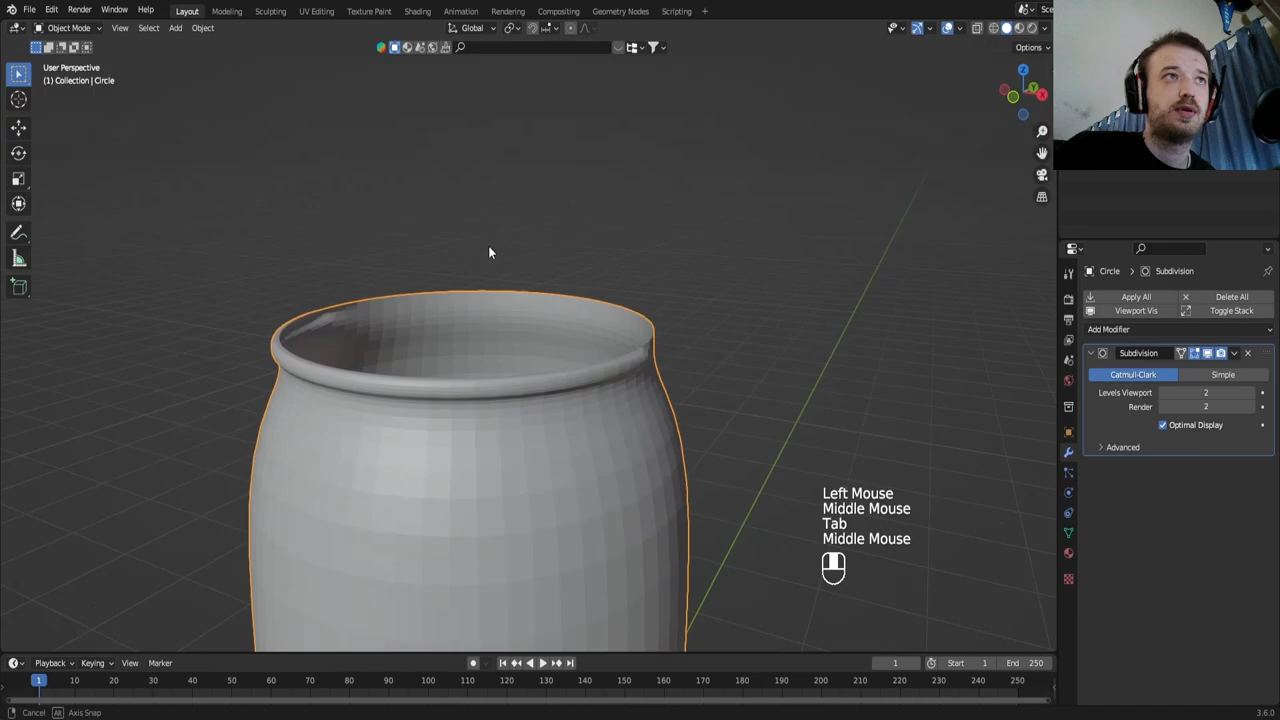 File Edit Render Window Help
Layout Modeling Sculpting UV Editing Texture Paint Shading Animation Rendering Compositing Geometry Nodes Scripting + Sce
Object Mode View Select Add Object Global
Options
User Perspective
(1) Collection | Circle
Z
Y
X
Circle Subdivision
Apply All Delete All
Viewport Vis Toggle Stack
Add Modifier
Subdivision
Catmull-Clark Simple
Levels Viewport 2
Render 2
Optimal Display
Advanced
Left Mouse
Middle Mouse
Tab
Middle Mouse
Playback Keying View Marker 1 Start 1 End 250
1 10 20 30 40 50 60 70 80 90 100 110 120 130 140 150 160 170 180 190 200 210 220 230 240 250
Cancel Alt Axis Snap 3.6.0